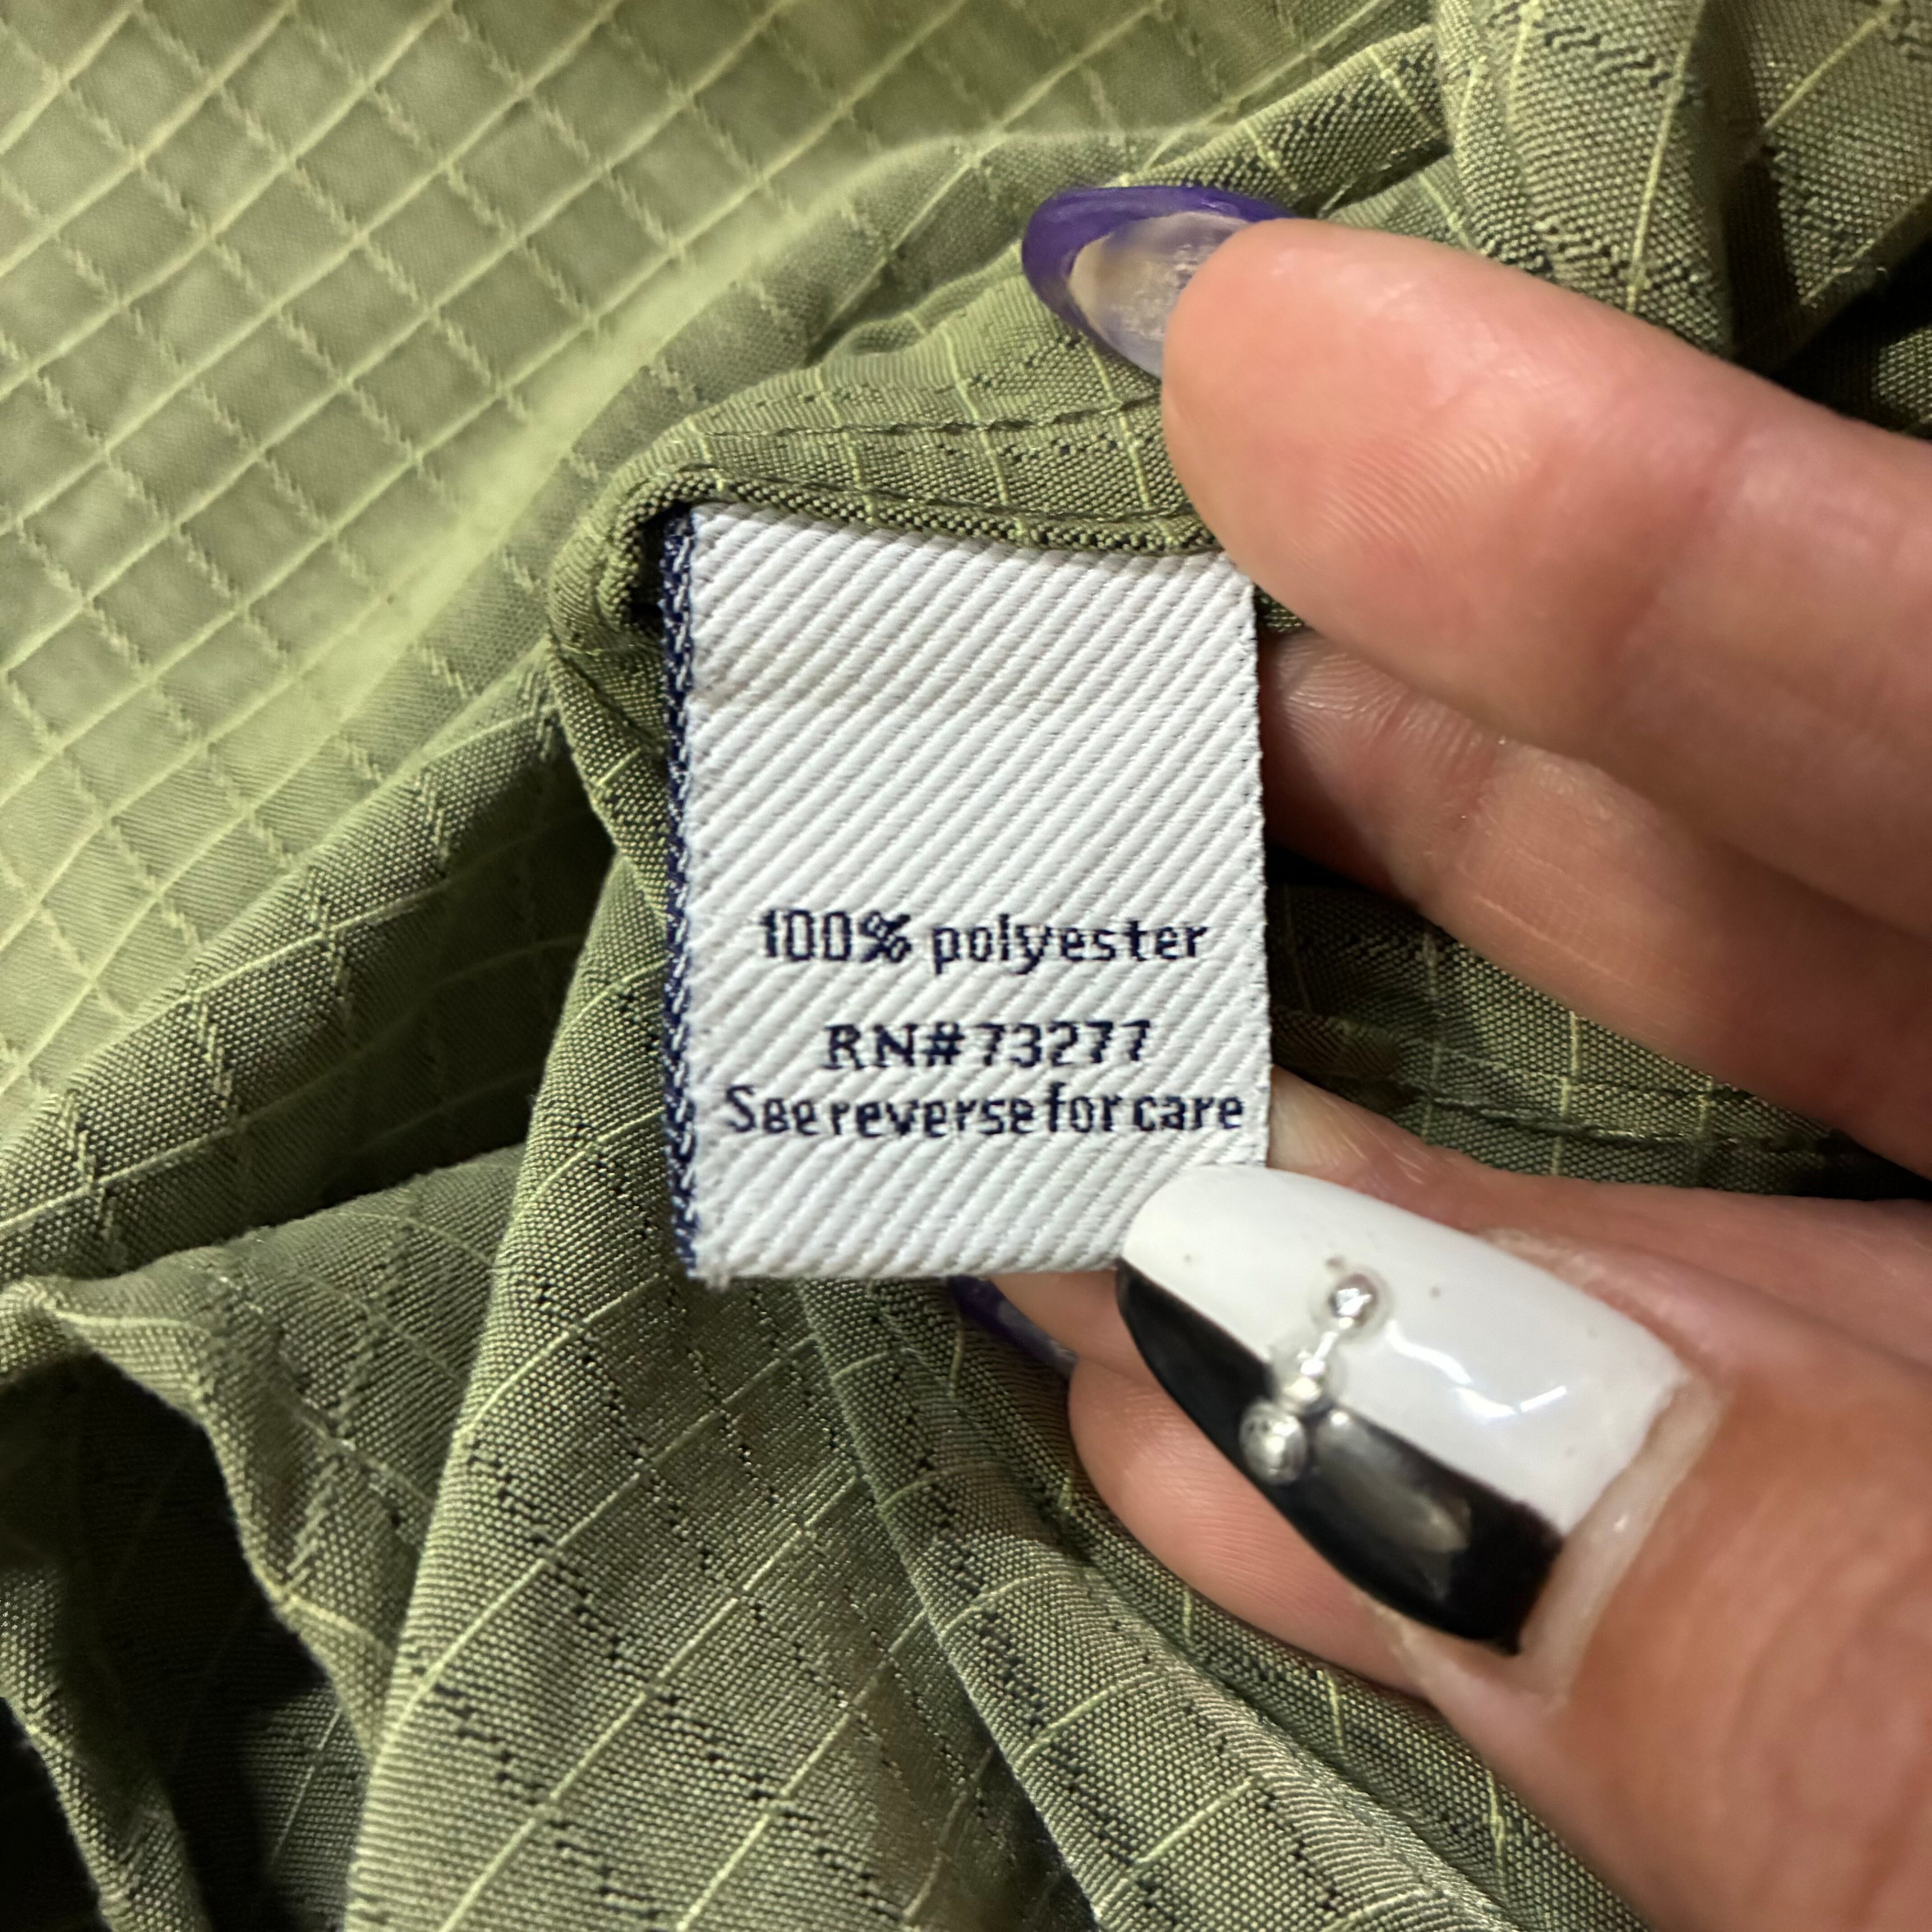 100% polyester
RN#73277
See reverse for care